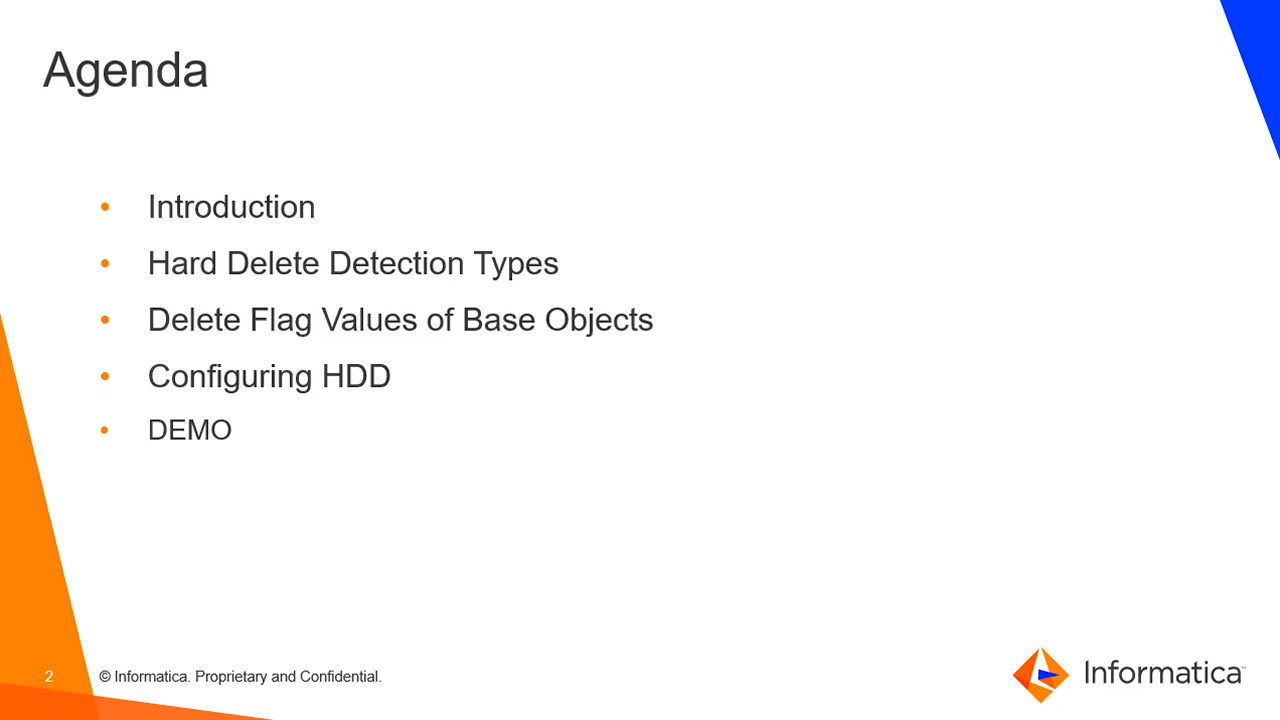 Agenda
• Introduction
• Hard Delete Detection Types
• Delete Flag Values of Base Objects
• Configuring HDD
• DEMO
2 © Informatica. Proprietary and Confidential.
Informatica™